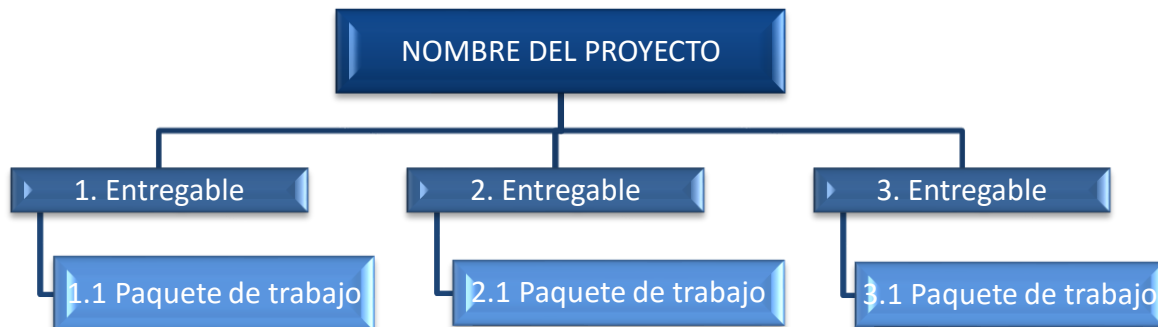 NOMBRE DEL PROYECTO
1. Entregable
2. Entregable
3. Entregable
1.1 Paquete de trabajo
2.1 Paquete de trabajo
3.1 Paquete de trabajo